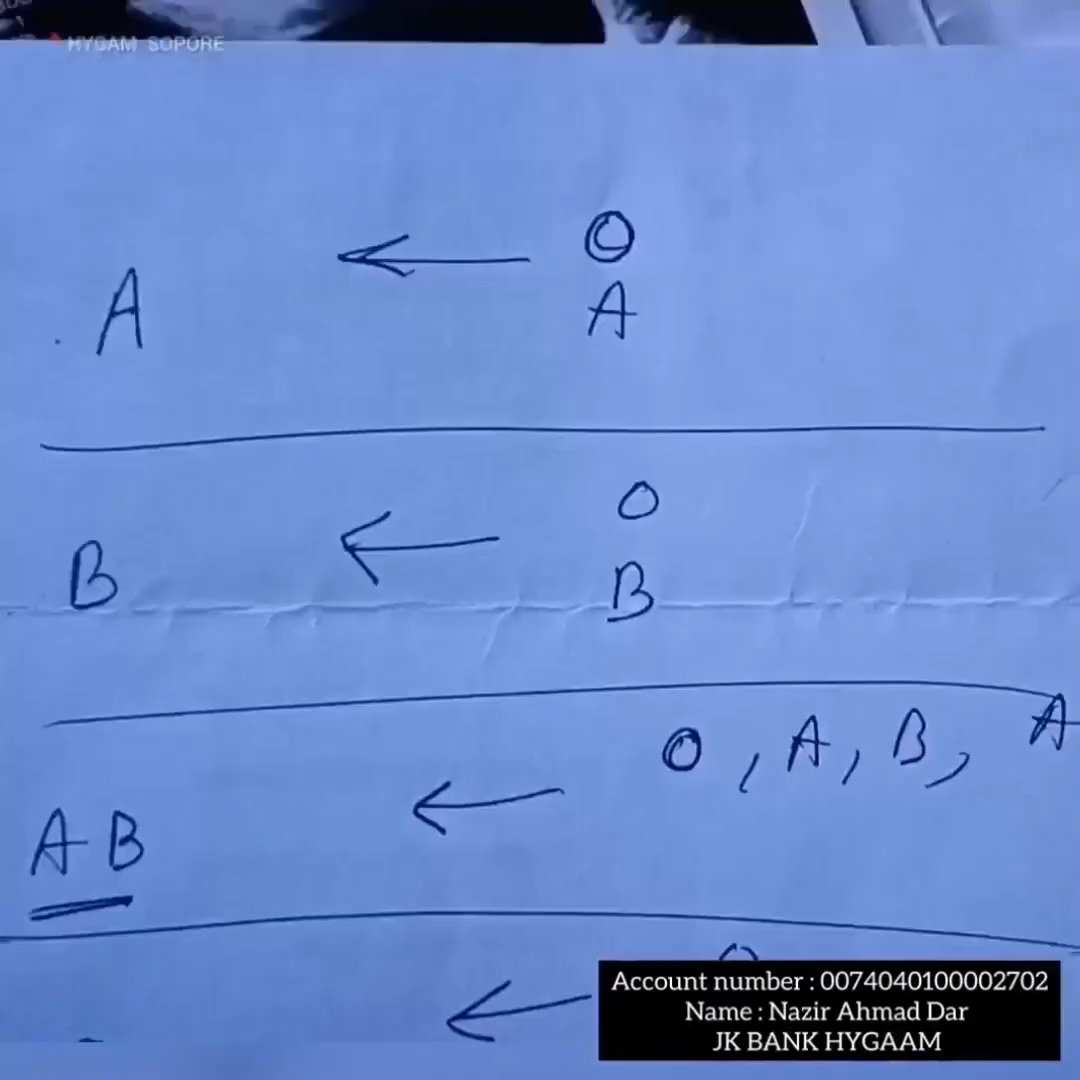 HYGAM SOPORE
A ← O
A
B ← O
B
AB ← O, A, B, A
←
Account number : 0074040100002702
Name : Nazir Ahmad Dar
JK BANK HYGAAM